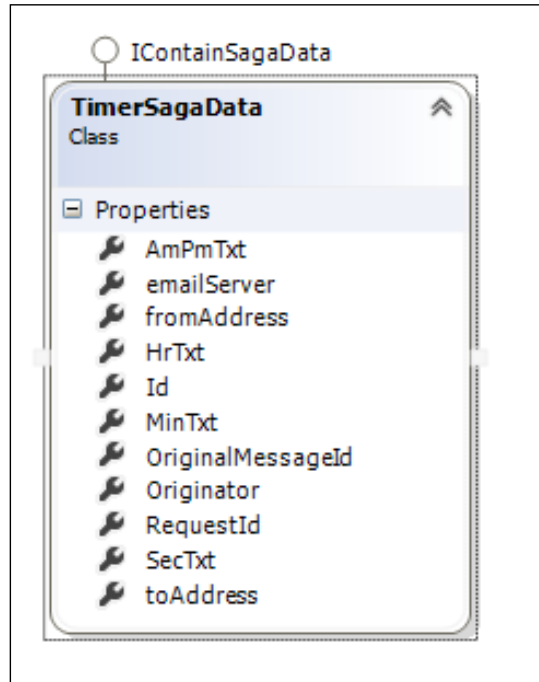 IContainSagaData
TimerSagaData
Class
Properties
AmPmTxt
emailServer
fromAddress
HrTxt
Id
MinTxt
OriginalMessageId
Originator
RequestId
SecTxt
toAddress